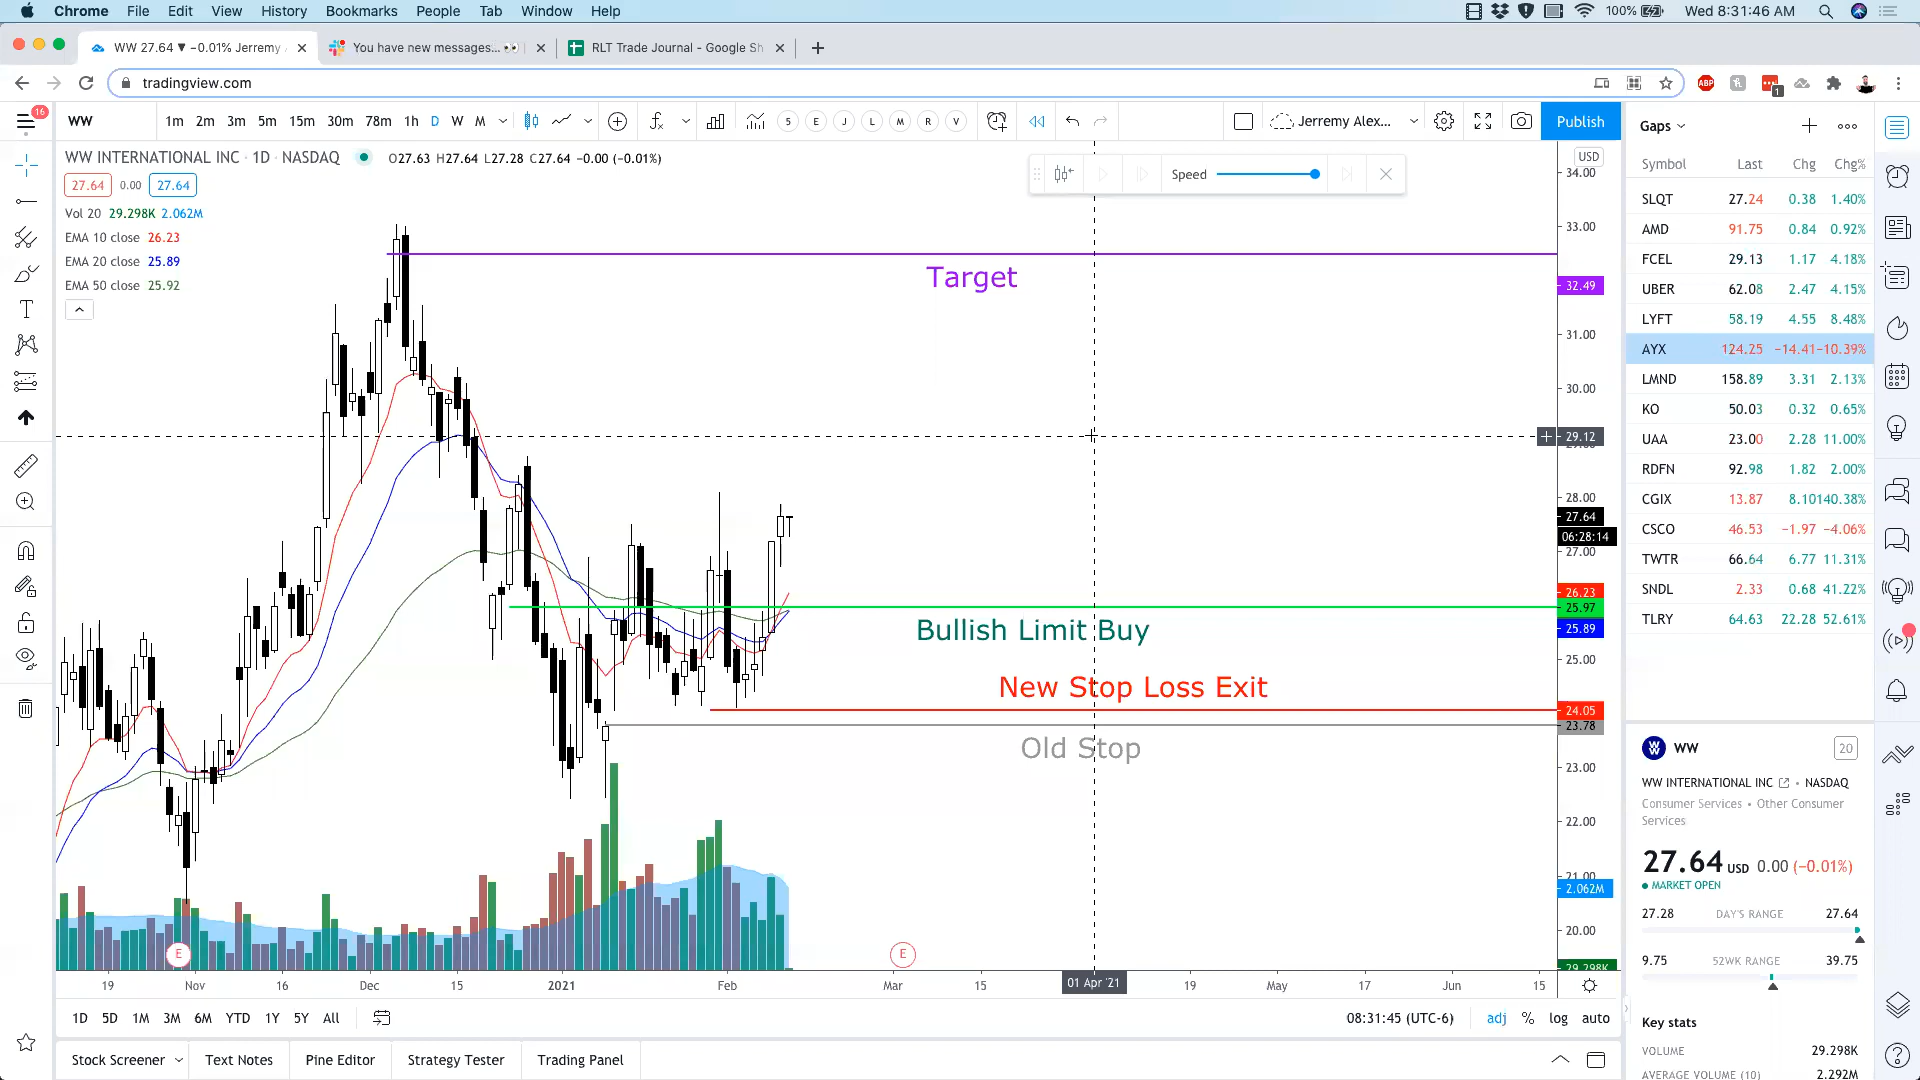 Chrome File Edit View History Bookmarks People Tab Window Help 100% Wed 8:31:46 AM
WW 27.64 ▼ −0.01% Jerremy You have new messages... RLT Trade Journal - Google Sh
tradingview.com
ABP 1
16 WW 1m 2m 3m 5m 15m 30m 78m 1h D W M S E J L M R V Jerremy Alex... Publish
WW INTERNATIONAL INC · 1D · NASDAQ O27.63 H27.64 L27.28 C27.64 −0.00 (−0.01%)
27.64 0.00 27.64
Vol 20 29.298K 2.062M
EMA 10 close 26.23
EMA 20 close 25.89
EMA 50 close 25.92
Speed
Target
Bullish Limit Buy
New Stop Loss Exit
Old Stop
E E
USD
34.00
33.00
32.49
31.00
30.00
29.12
28.00
27.64
06:28:14
27.00
26.23
25.97
25.89
25.00
24.05
23.78
23.00
22.00
21.00
2.062M
20.00
29.298K
19 Nov 16 Dec 15 2021 Feb Mar 15 01 Apr '21 19 May 17 Jun 15
1D 5D 1M 3M 6M YTD 1Y 5Y All 08:31:45 (UTC-6) adj % log auto
Stock Screener Text Notes Pine Editor Strategy Tester Trading Panel
Gaps
Symbol Last Chg Chg%
SLQT 27.24 0.38 1.40%
AMD 91.75 0.84 0.92%
FCEL 29.13 1.17 4.18%
UBER 62.08 2.47 4.15%
LYFT 58.19 4.55 8.48%
AYX 124.25 −14.41 −10.39%
LMND 158.89 3.31 2.13%
KO 50.03 0.32 0.65%
UAA 23.00 2.28 11.00%
RDFN 92.98 1.82 2.00%
CGIX 13.87 8.10 140.38%
CSCO 46.53 −1.97 −4.06%
TWTR 66.64 6.77 11.31%
SNDL 2.33 0.68 41.22%
TLRY 64.63 22.28 52.61%
WW 20
WW INTERNATIONAL INC • NASDAQ
Consumer Services • Other Consumer
Services
27.64 USD 0.00 (−0.01%)
MARKET OPEN
27.28 DAY'S RANGE 27.64
9.75 52WK RANGE 39.75
Key stats
VOLUME 29.298K
AVERAGE VOLUME (10) 2.292M